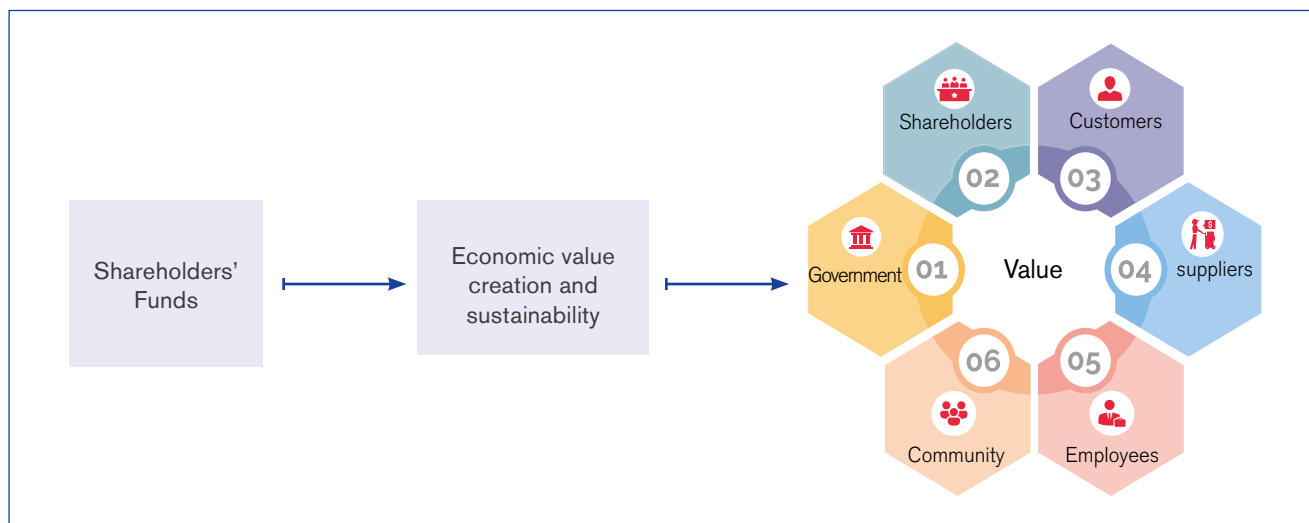 Shareholders’
Funds
Economic value
creation and
sustainability
Value
Government
01
Shareholders
02
Customers
03
suppliers
04
$
Employees
05
Community
06